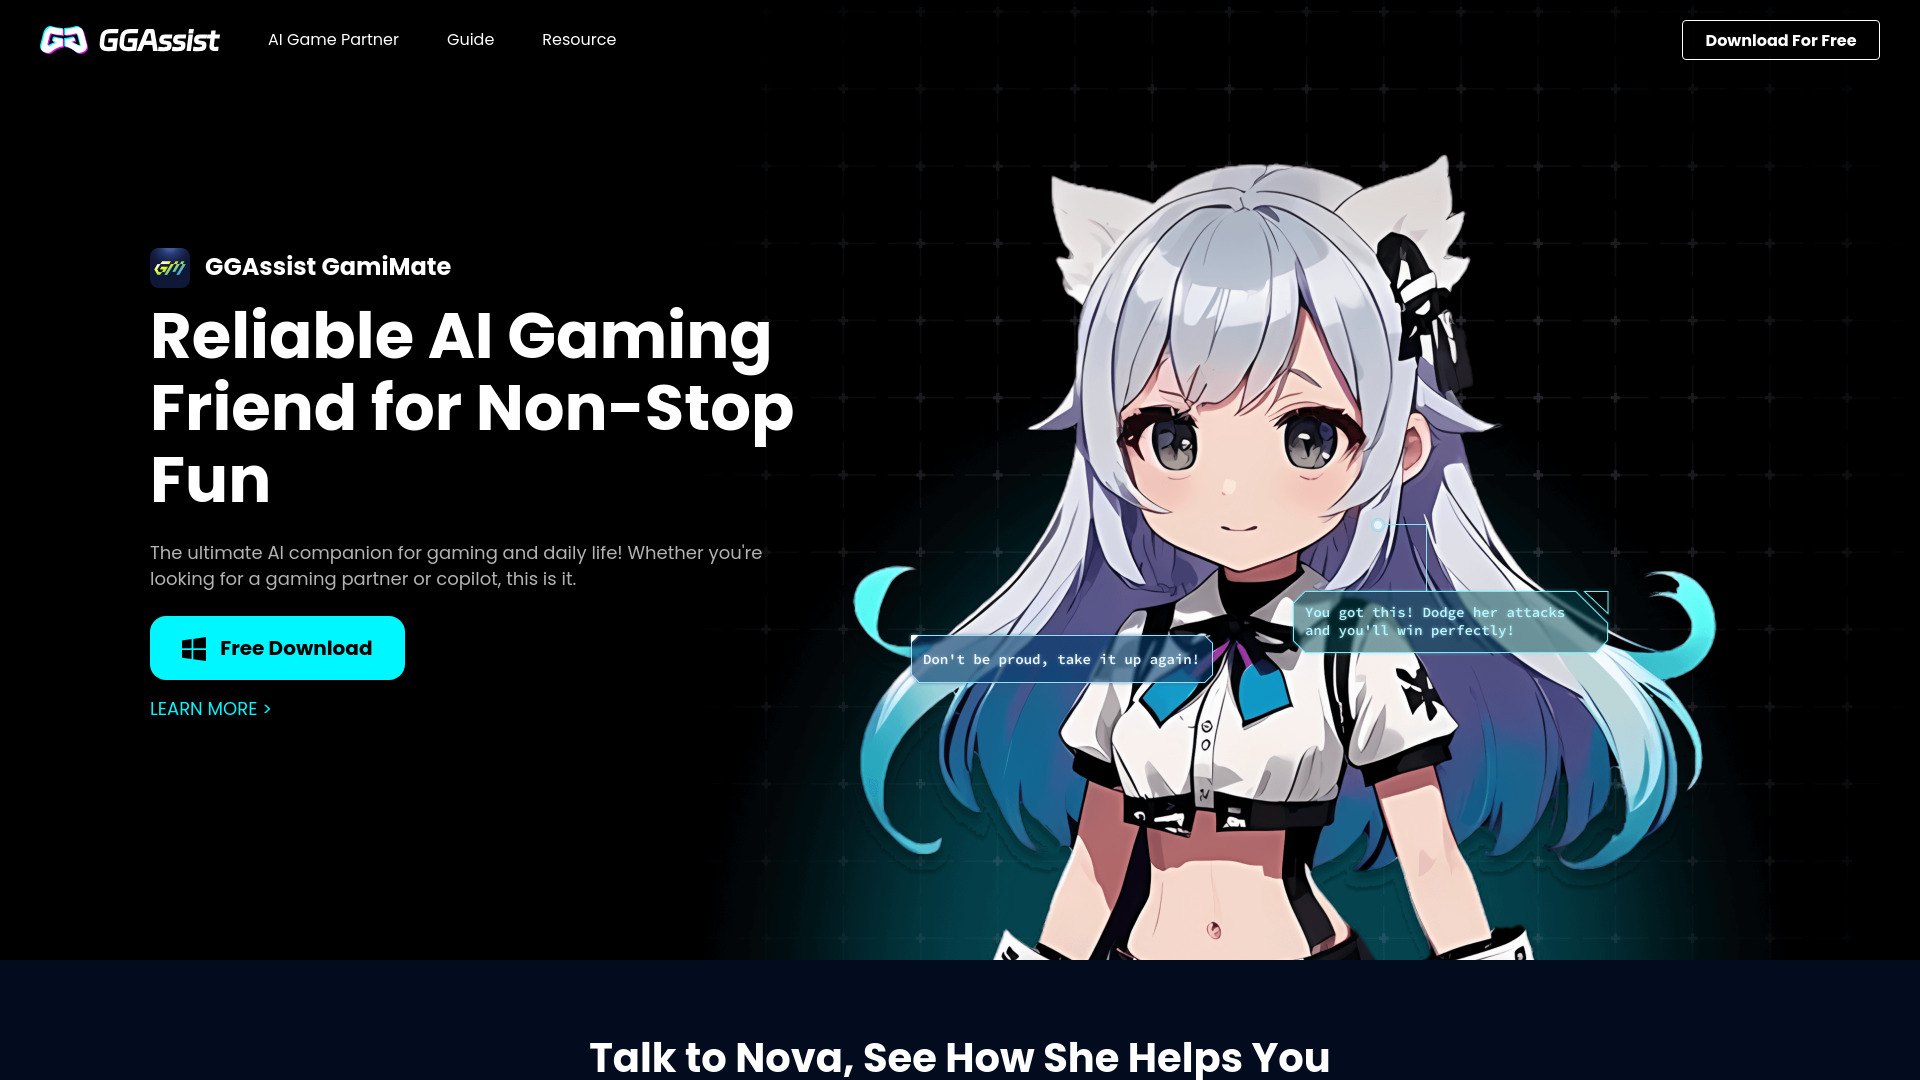 GGAssist
AI Game Partner
Guide
Resource
Download For Free
GM
GGAssist GamiMate
Reliable AI Gaming
Friend for Non-Stop
Fun
The ultimate AI companion for gaming and daily life! Whether you're
looking for a gaming partner or copilot, this is it.
Free Download
LEARN MORE >
You got this! Dodge her attacks
and you'll win perfectly!
Don't be proud, take it up again!
Talk to Nova, See How She Helps You